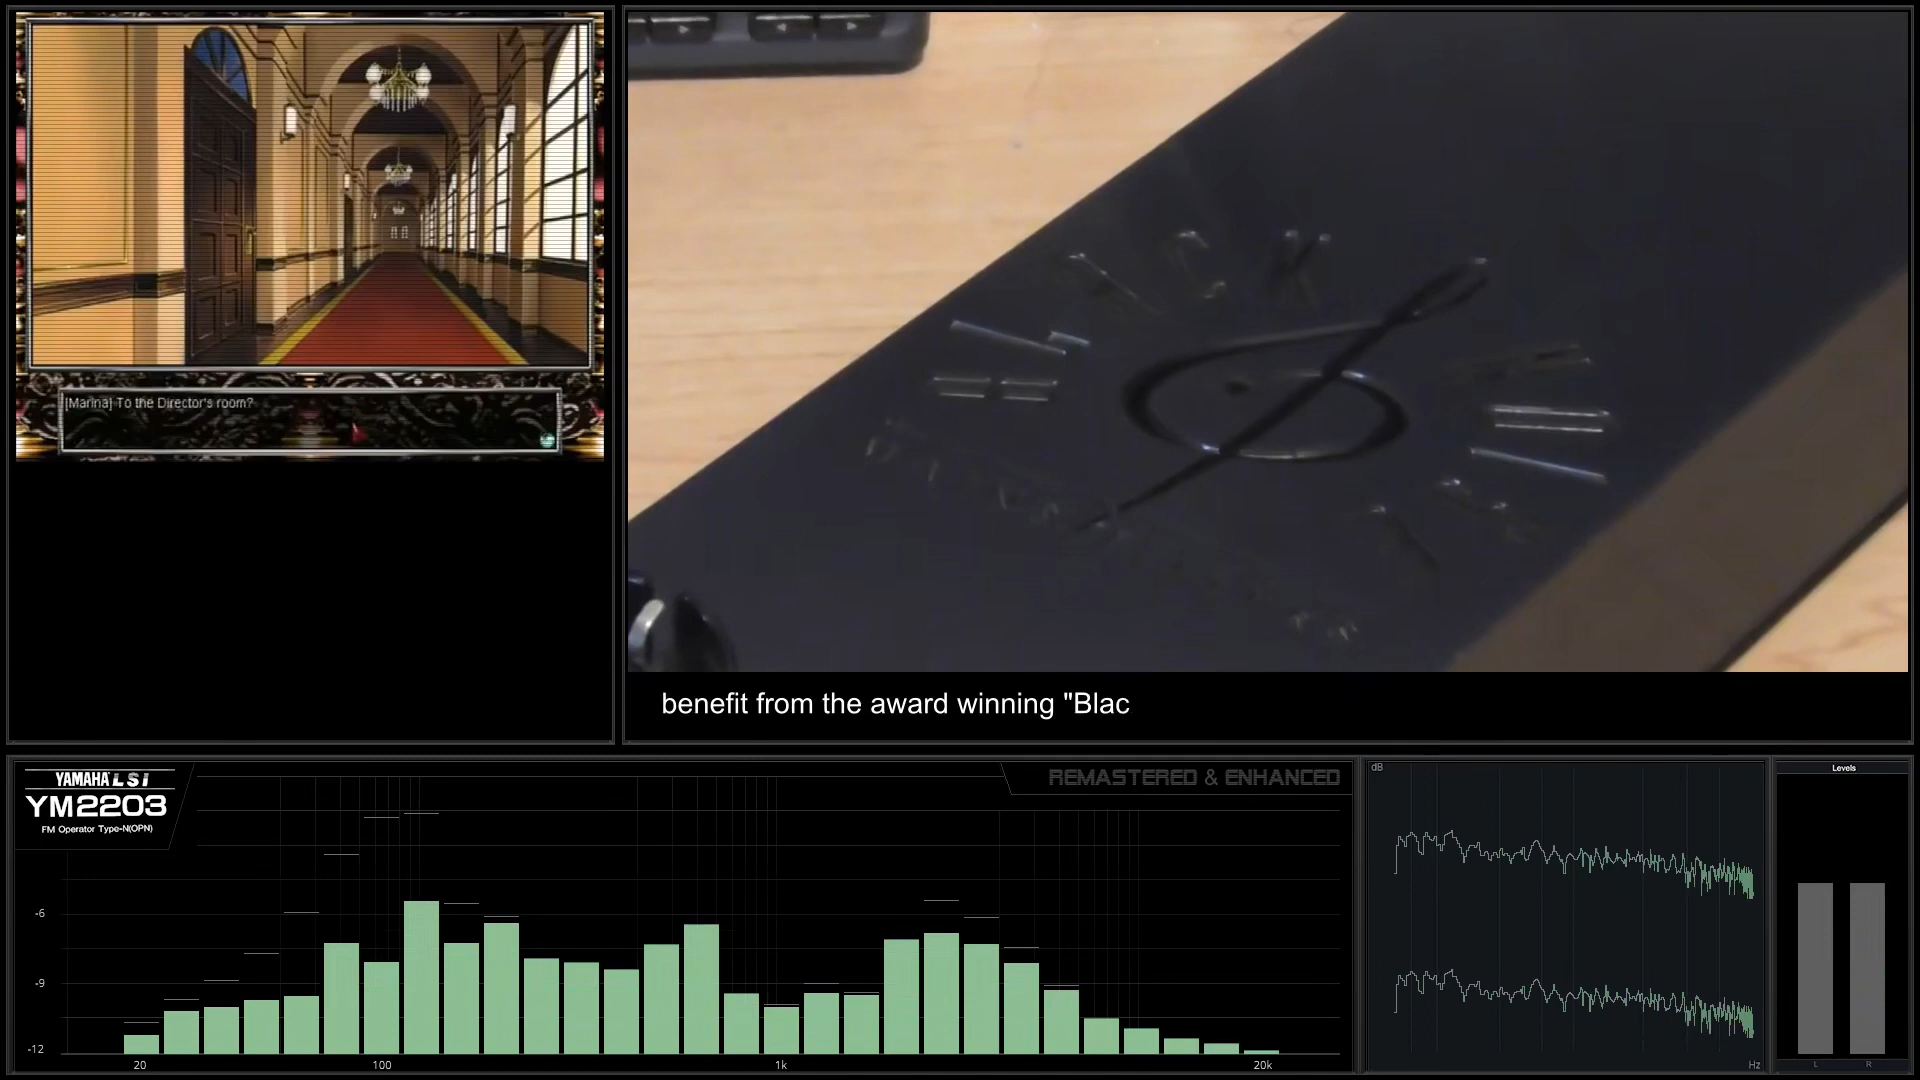 [Marina] To the Director's room?
benefit from the award winning "Blac
YAMAHA LSI
YM2203
FM Operator Type-N(OPN)
REMASTERED & ENHANCED
-6
-9
-12
20
100
1k
20k
dB
Hz
Levels
L
R